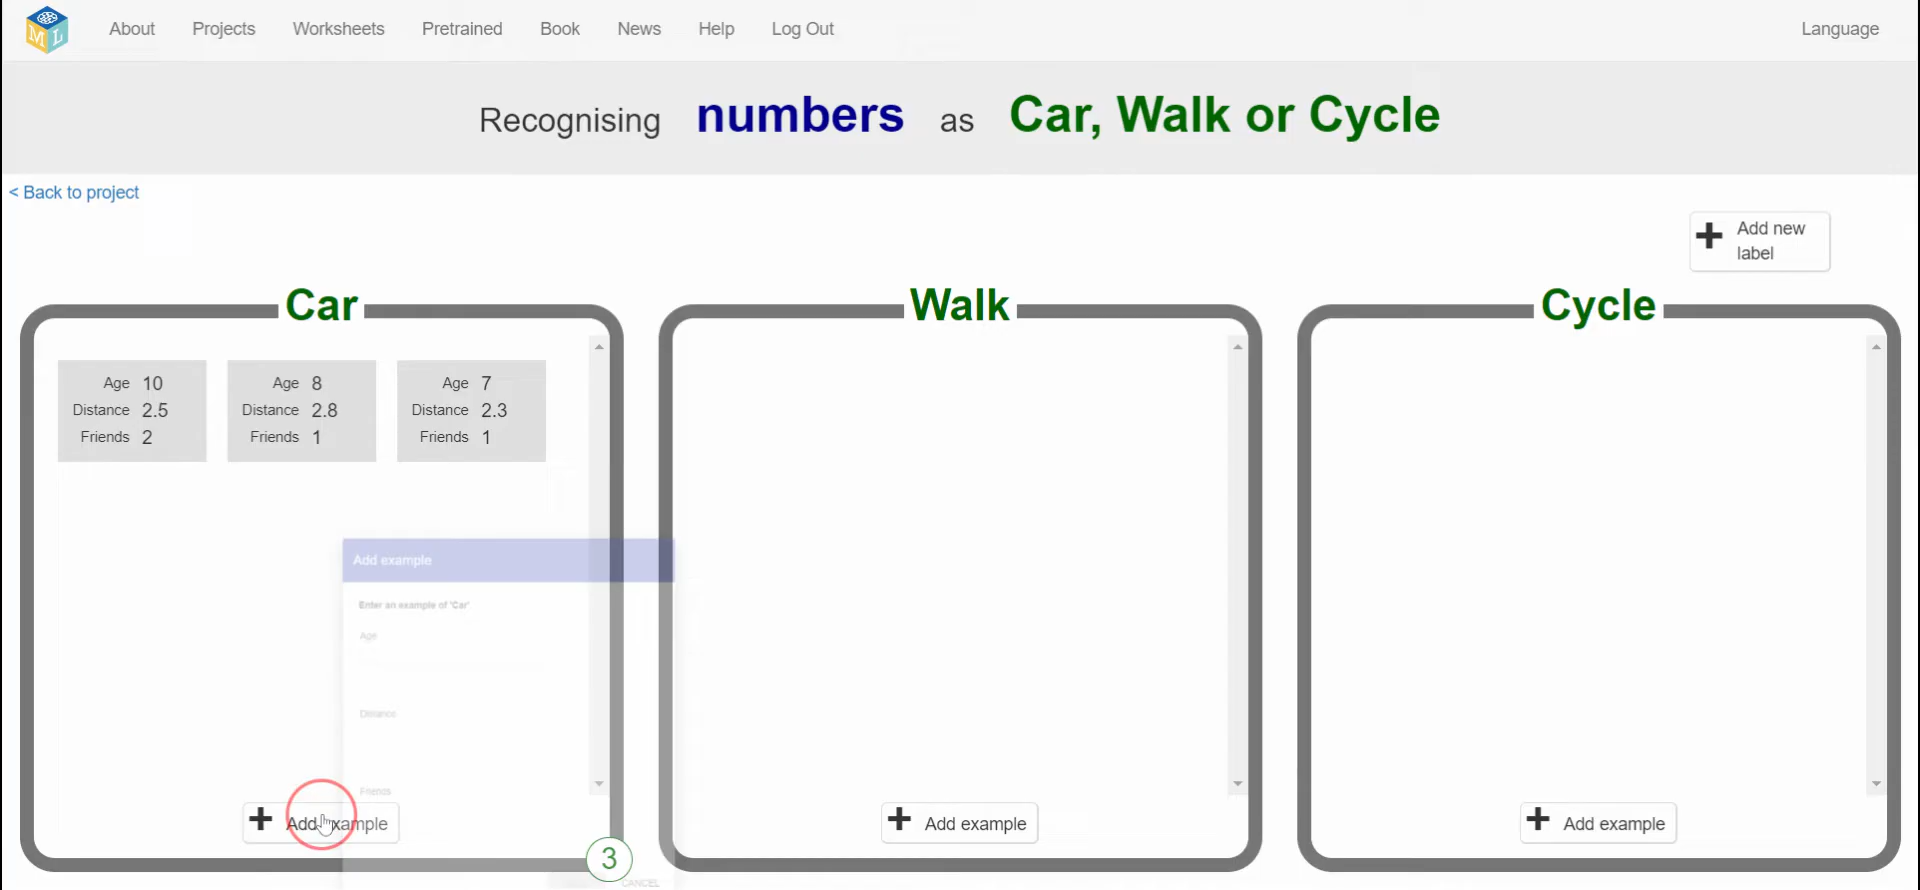 M L About Projects Worksheets Pretrained Book News Help Log Out Language
Recognising numbers as Car, Walk or Cycle
< Back to project
Add new
label
Car Walk Cycle
Age 10 Age 8 Age 7
Distance 2.5 Distance 2.8 Distance 2.3
Friends 2 Friends 1 Friends 1
Add example
Enter an example of 'Car'
Age
Distance
Friends
Add example Add example Add example
3
CANCEL